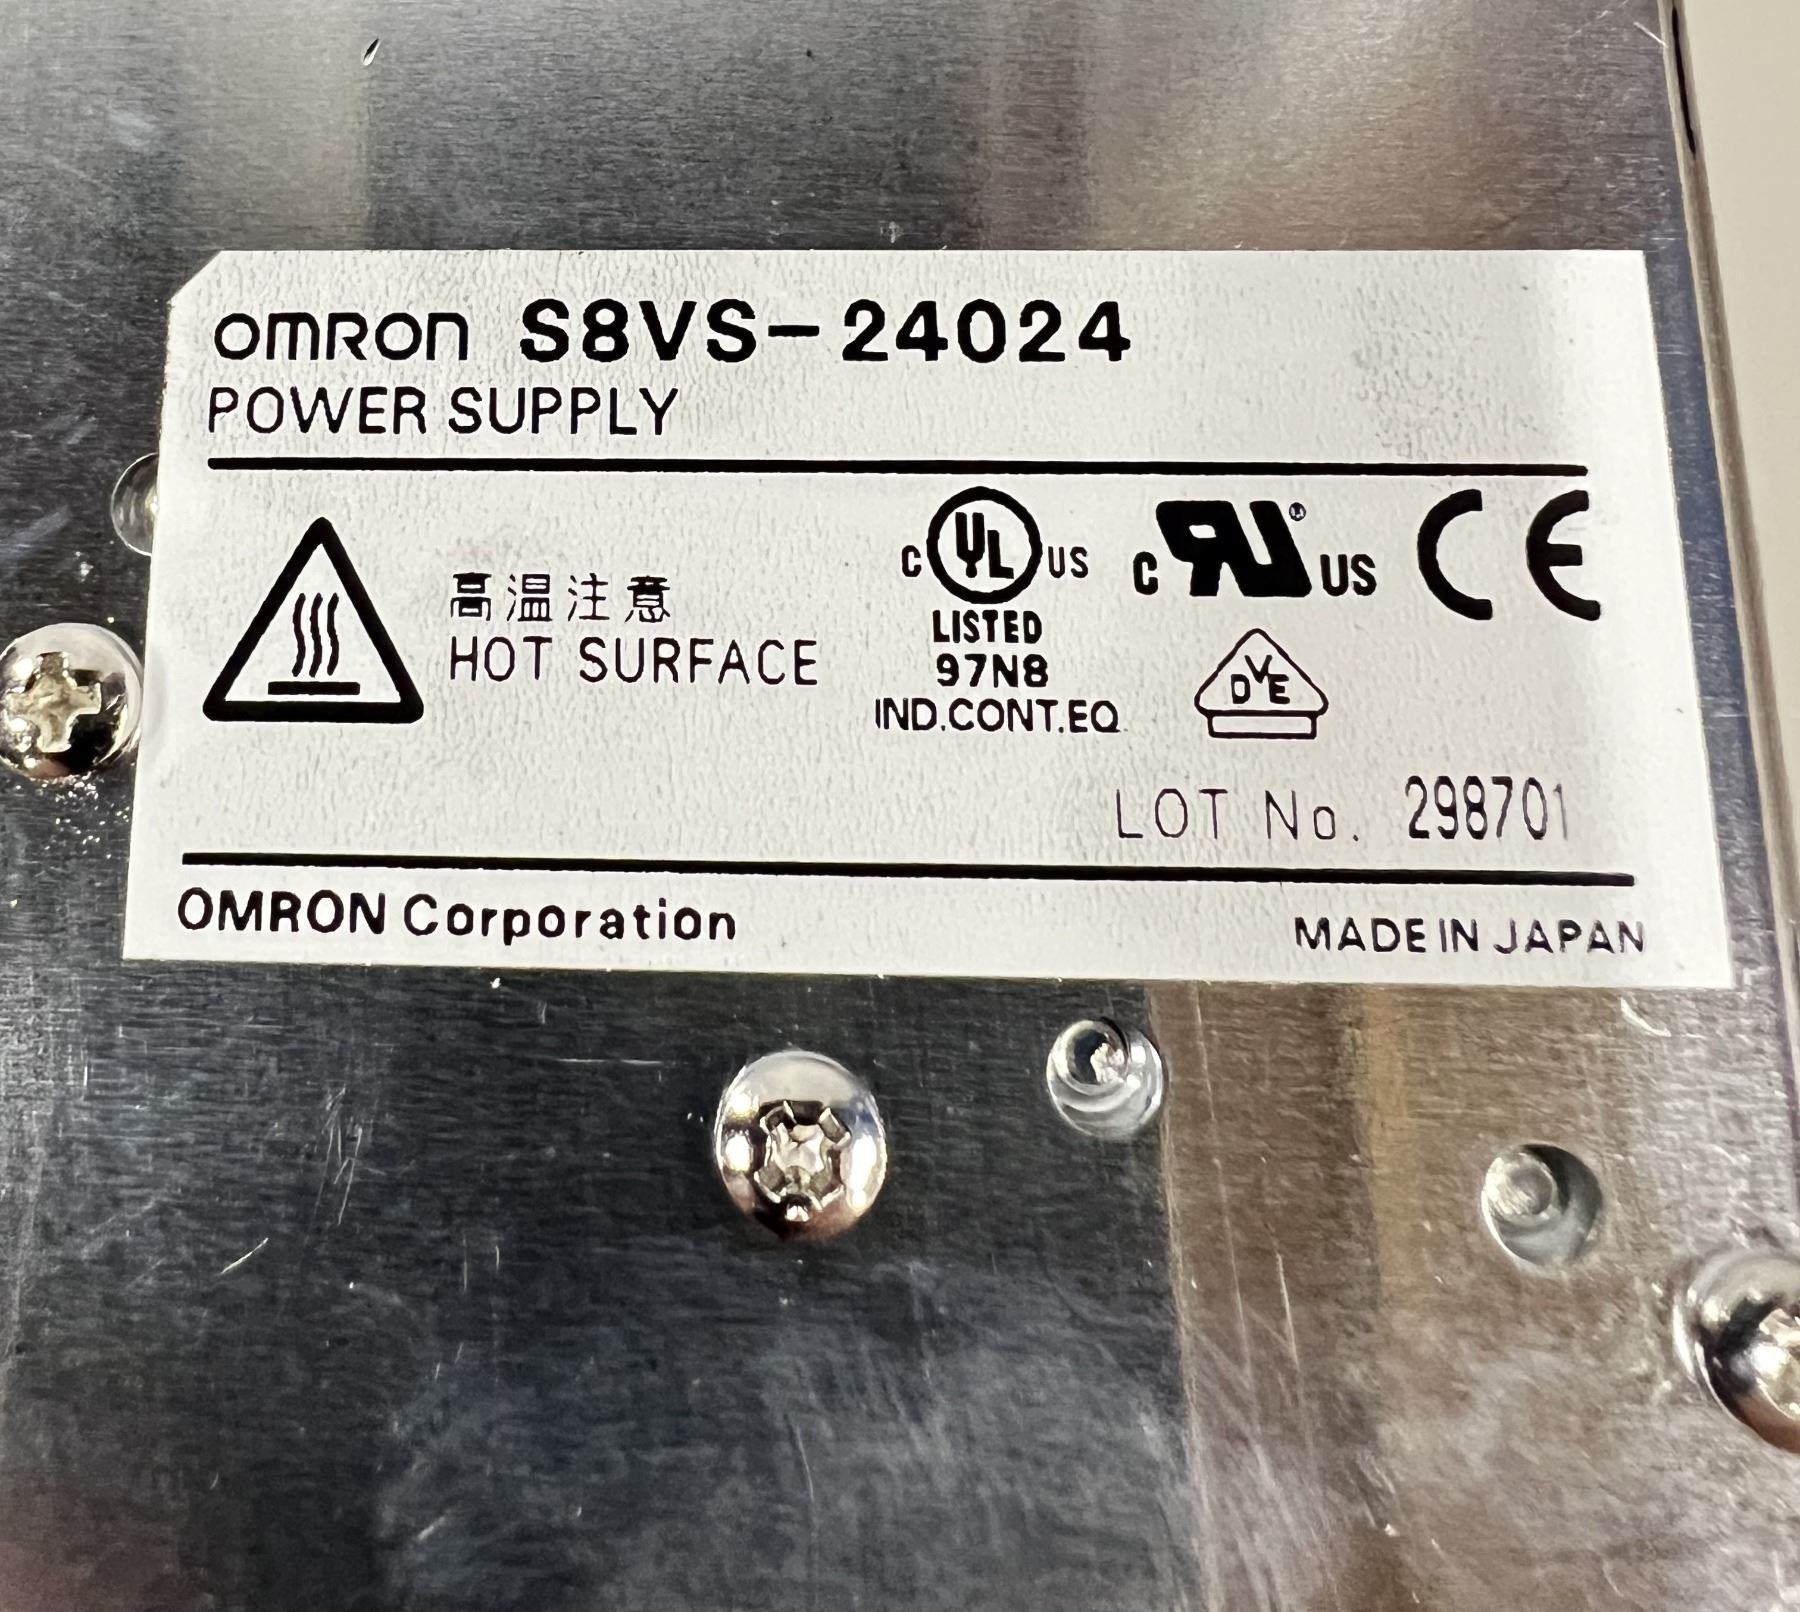 omron S8VS-24024
POWER SUPPLY
高温注意
HOT SURFACE
C UL US
LISTED
97N8
IND.CONT.EQ
C RU® US
CE
DVE
LOT No. 298701
OMRON Corporation
MADE IN JAPAN